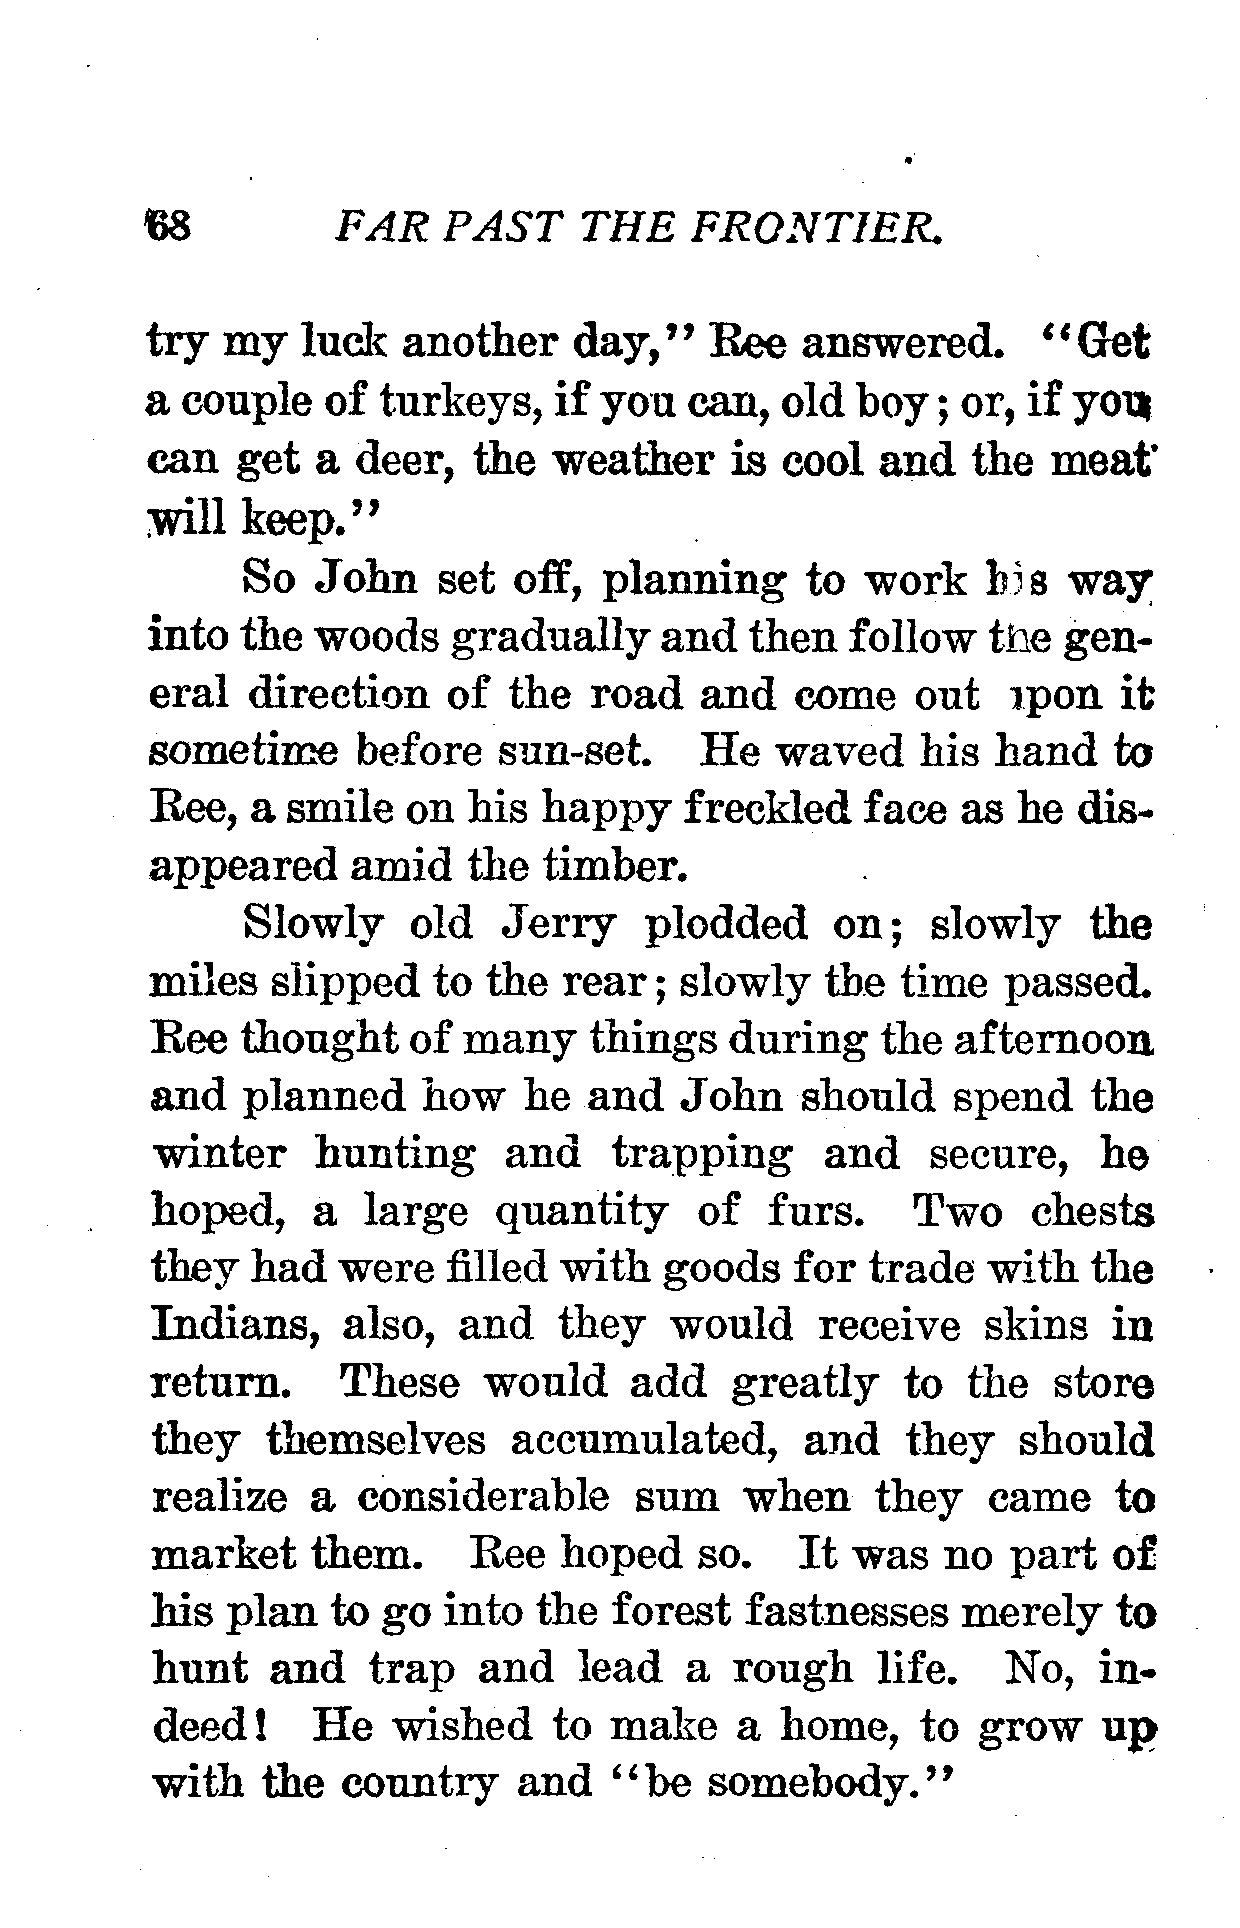 68 FAR PAST THE FRONTIER.
try my luck another day,” Ree answered. “Get
a couple of turkeys, if you can, old boy; or, if you
can get a deer, the weather is cool and the meat
will keep.”
So John set off, planning to work his way
into the woods gradually and then follow the gen-
eral direction of the road and come out upon it
sometime before sun-set. He waved his hand to
Ree, a smile on his happy freckled face as he dis-
appeared amid the timber.
Slowly old Jerry plodded on; slowly the
miles slipped to the rear; slowly the time passed.
Ree thought of many things during the afternoon
and planned how he and John should spend the
winter hunting and trapping and secure, he
hoped, a large quantity of furs. Two chests
they had were filled with goods for trade with the
Indians, also, and they would receive skins in
return. These would add greatly to the store
they themselves accumulated, and they should
realize a considerable sum when they came to
market them. Ree hoped so. It was no part of
his plan to go into the forest fastnesses merely to
hunt and trap and lead a rough life. No, in-
deed! He wished to make a home, to grow up
with the country and “be somebody.”